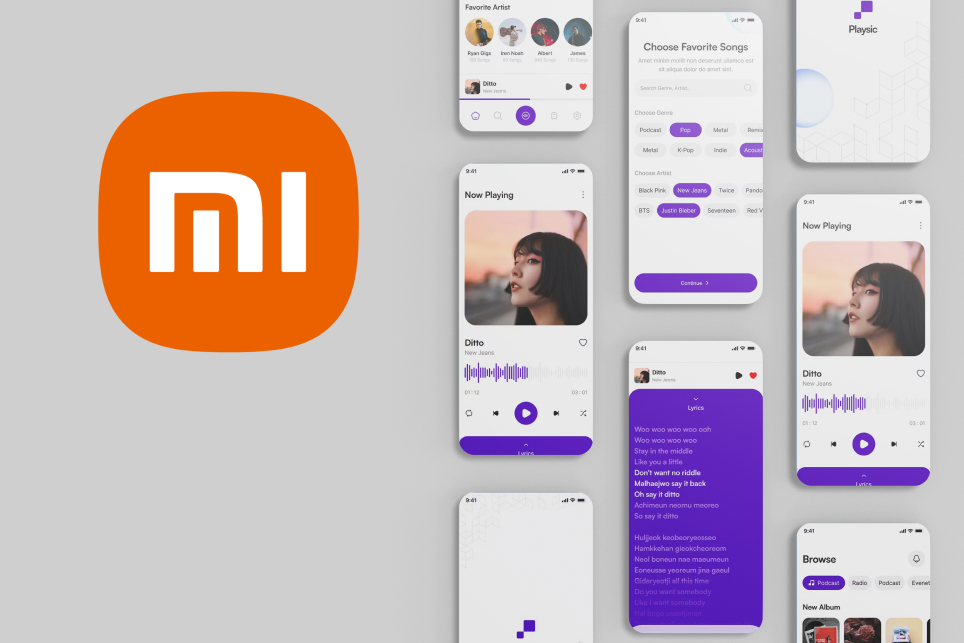 mi
Favorite Artist
Ryan Gigs
Iron Noah
Albert
James
Ditto
New Jeans
9:41
Now Playing
Ditto
New Jeans
01 : 12
03 : 01
Lyrics
9:41
9:41
Choose Favorite Songs
Amet minim mollit non deserunt ullamco est
sit aliqua dolor do amet sint.
Search Genre, Artist.
Choose Genre
Podcast
Pop
Metal
Remix
Metal
K-Pop
Indie
Choose Artist
Black Pink
New Jeans
Twice
BTS
Justin Bieber
Seventeen
Red V
Continue
9:41
Ditto
New Jeans
Lyrics
Woo woo woo woo ooh
Woo woo woo woo
Stay in the middle
Like you a little
Don't want no riddle
Malhaejwo say it back
Oh say it ditto
Achimeun neomu meoreo
So say it ditto
Huljjeok keobeoryeosseo
Hamkkehan gieokcheoreom
Neol boneun nae maeumeun
Eoneusae yeoreum jina gaeul
Gidaryeotji all this time
Do you want somebody
Like I want somebody
Playsic
9:41
Now Playing
Ditto
New Jeans
01 : 12
03 : 01
Lyrics
9:41
Browse
Podcast
Radio
Podcast
Evenet
New Album